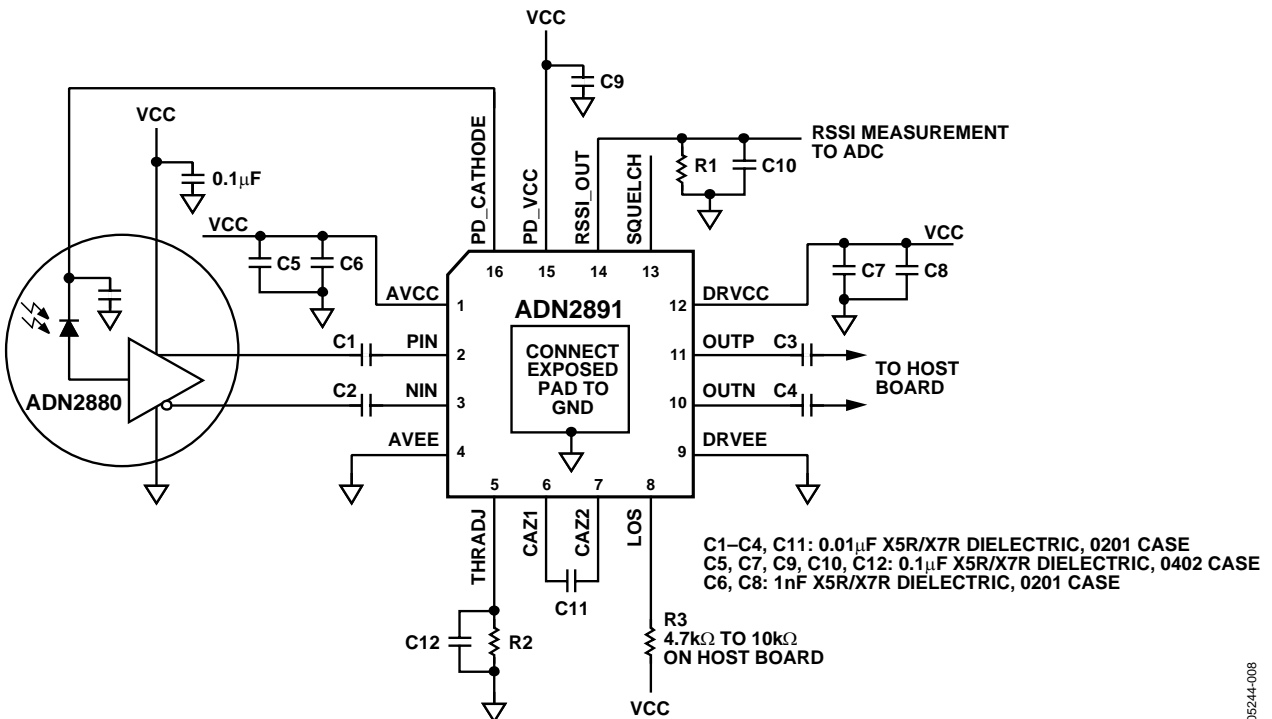 VCC
C9
VCC
0.1μF
PD_CATHODE
PD_VCC
RSSI_OUT
SQUELCH
R1
C10
RSSI MEASUREMENT
TO ADC
VCC
C5
C6
VCC
C7
C8
16
15
14
13
AVCC
1
ADN2891
12
DRVCC
C1
PIN
2
CONNECT
EXPOSED
PAD TO
GND
11
OUTP
C3
TO HOST
BOARD
C2
NIN
3
10
OUTN
C4
ADN2880
AVEE
4
9
DRVEE
5
6
7
8
THRADJ
CAZ1
CAZ2
LOS
C11
C12
R2
R3
4.7kΩ TO 10kΩ
ON HOST BOARD
VCC
C1–C4, C11: 0.01μF X5R/X7R DIELECTRIC, 0201 CASE
C5, C7, C9, C10, C12: 0.1μF X5R/X7R DIELECTRIC, 0402 CASE
C6, C8: 1nF X5R/X7R DIELECTRIC, 0201 CASE
05244-008